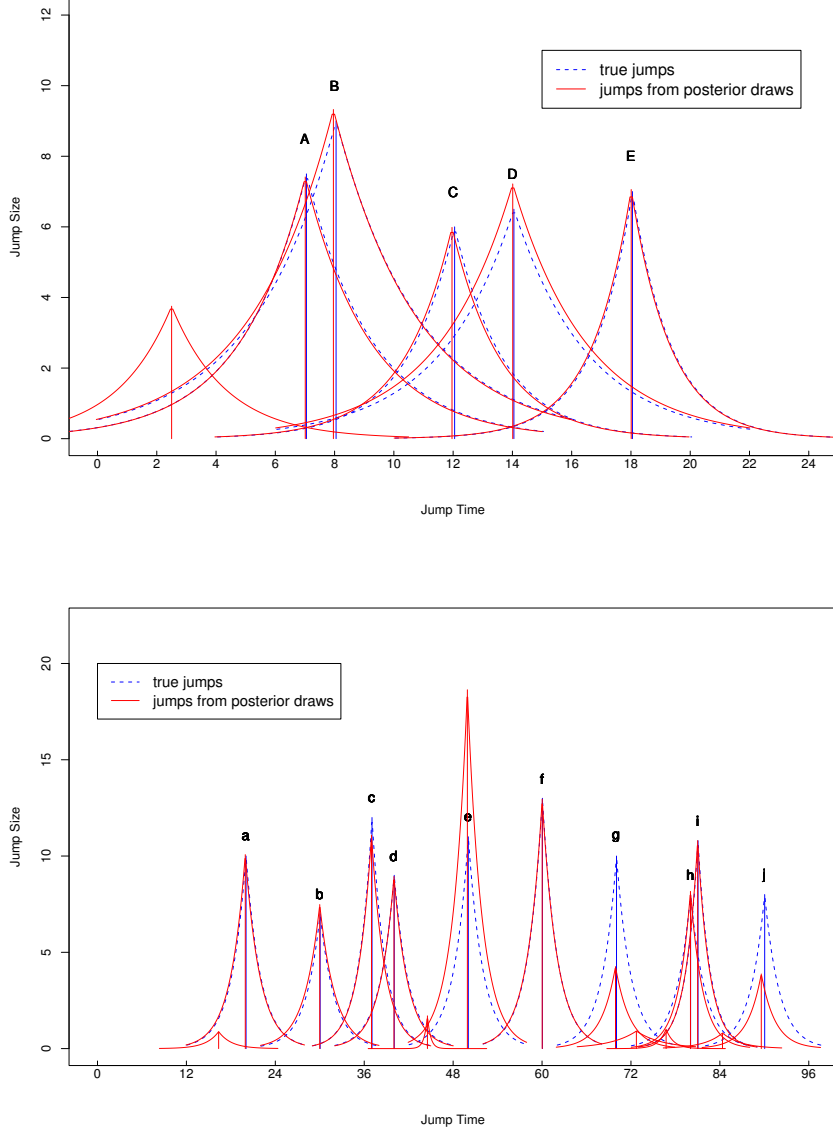 12
10
8
6
4
2
0
Jump Size
true jumps
jumps from posterior draws
A
B
C
D
E
0 2 4 6 8 10 12 14 16 18 20 22 24
Jump Time
20
15
10
5
0
Jump Size
true jumps
jumps from posterior draws
a
b
c
d
e
f
g
h
i
j
0 12 24 36 48 60 72 84 96
Jump Time